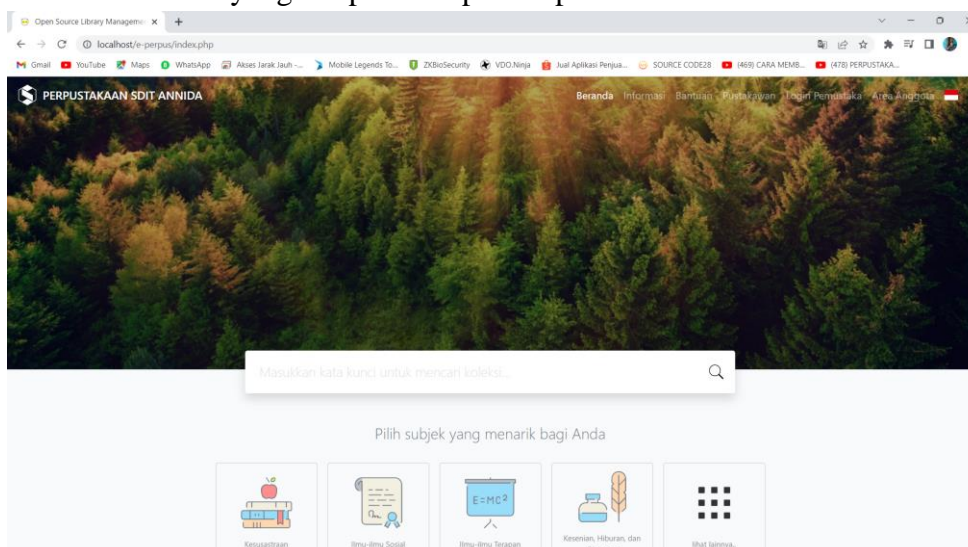 Open Source Library Managemen
localhost/e-perpus/index.php
Gmail YouTube Maps WhatsApp Akses Jarak Jauh -... Mobile Legends To... ZKBioSecurity VDO.Ninja Jual Aplikasi Penjua... SOURCE CODE28 (469) CARA MEMB... (478) PERPUSTAKA...
PERPUSTAKAAN SDIT ANNIDA
Beranda Informasi Bantuan Pustakawan Login Pemustaka Area Anggota
Masukkan kata kunci untuk mencari koleksi...
Pilih subjek yang menarik bagi Anda
E=MC²
Kesusastraan Ilmu-ilmu Sosial Ilmu-ilmu Terapan Kesenian, Hiburan, dan lihat lainnya..